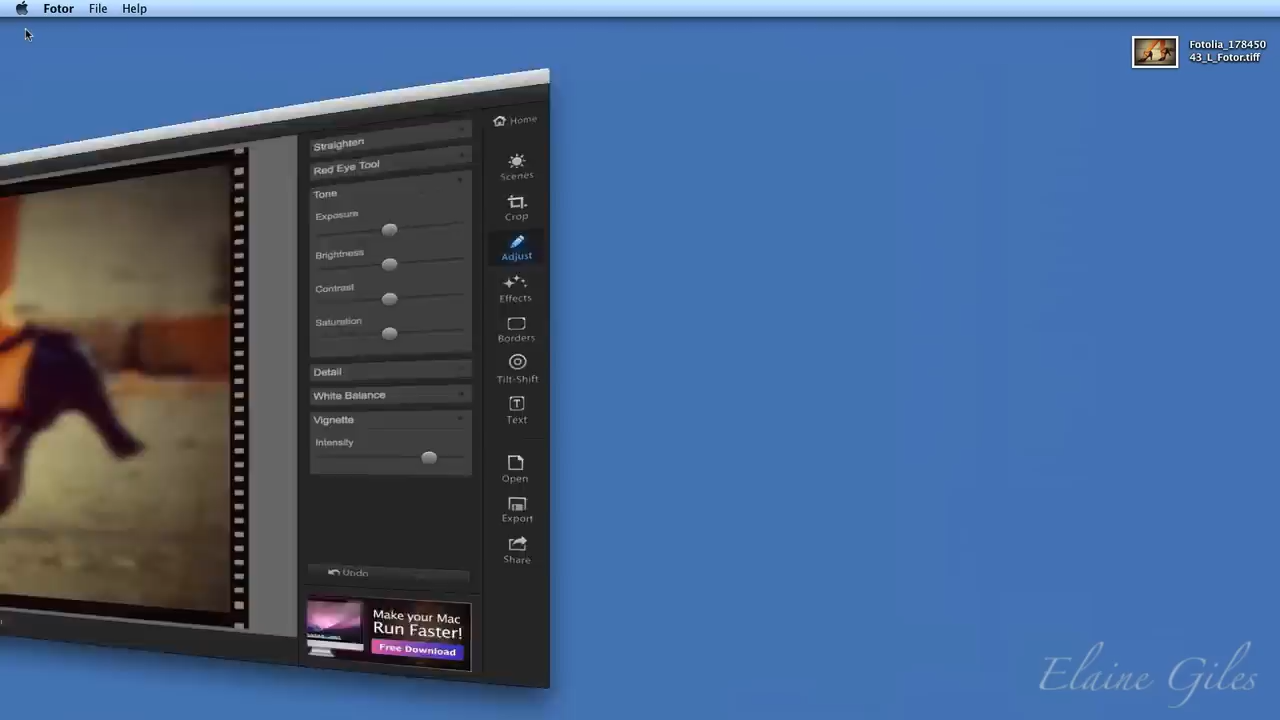 Fotor File Help
Fotolia_178450
43_L_Fotor.tiff
Home
Straighten
Red Eye Tool
Tone
Exposure
Brightness
Contrast
Saturation
Detail
White Balance
Vignette
Intensity
Undo
Make your Mac
Run Faster!
Free Download
Scenes
Crop
Adjust
Effects
Borders
Tilt-Shift
Text
Open
Export
Share
Elaine Giles